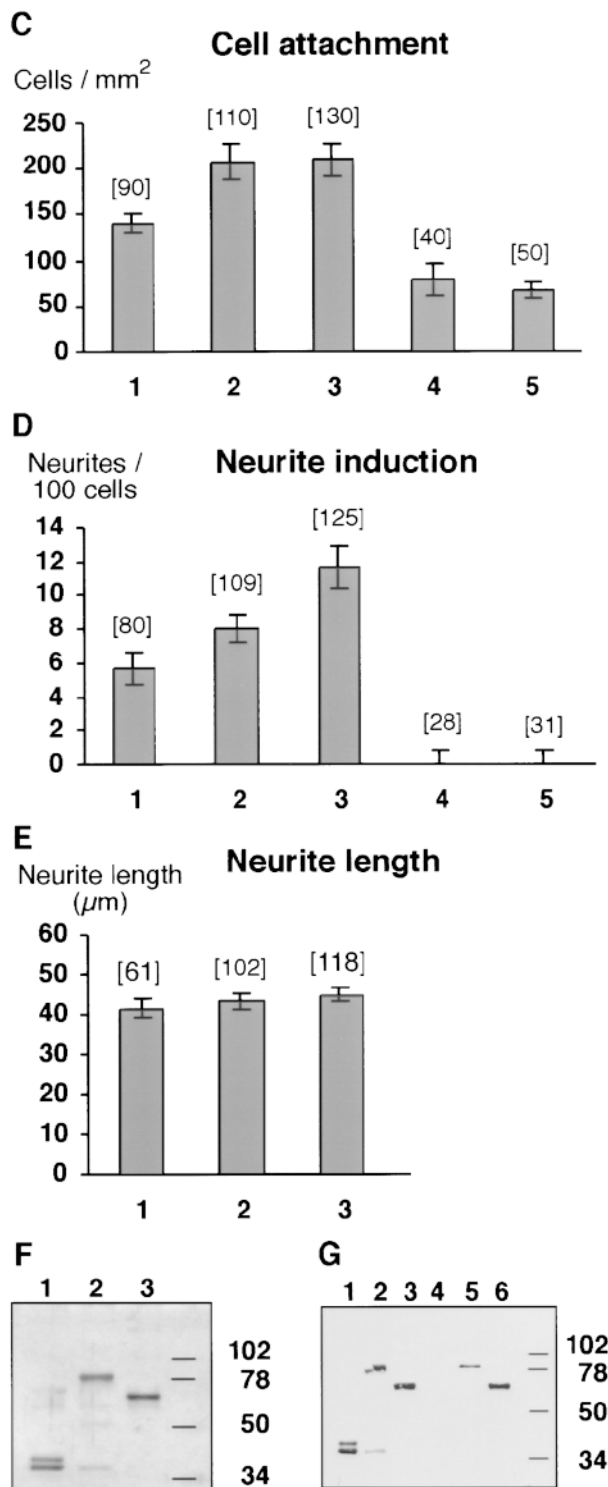 C
Cell attachment
Cells / mm2
250
200
150
100
50
0
[90]
[110]
[130]
[40]
[50]
1 2 3 4 5
D
Neurite induction
Neurites /
100 cells
14
12
10
8
6
4
2
0
[80]
[109]
[125]
[28]
[31]
1 2 3 4 5
E
Neurite length
Neurite length
(µm)
60
50
40
30
20
10
0
[61]
[102]
[118]
1 2 3
F
1 2 3
102
78
50
34
G
1 2 3 4 5 6
102
78
50
34